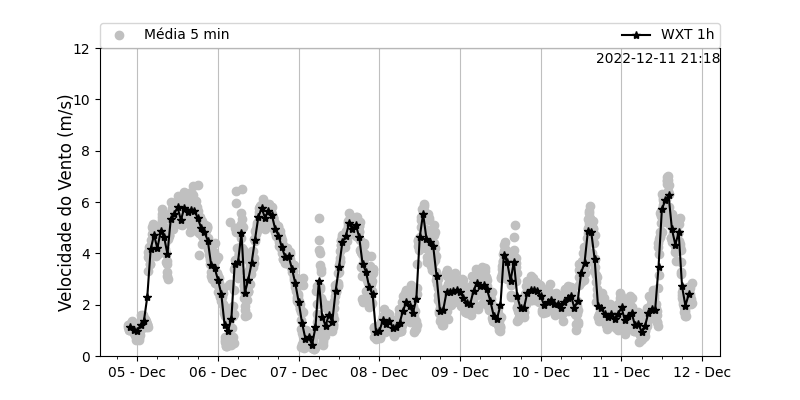 Média 5 min WXT 1h
2022-12-11 21:18
Velocidade do Vento (m/s)
12
10
8
6
4
2
0
05 - Dec 06 - Dec 07 - Dec 08 - Dec 09 - Dec 10 - Dec 11 - Dec 12 - Dec